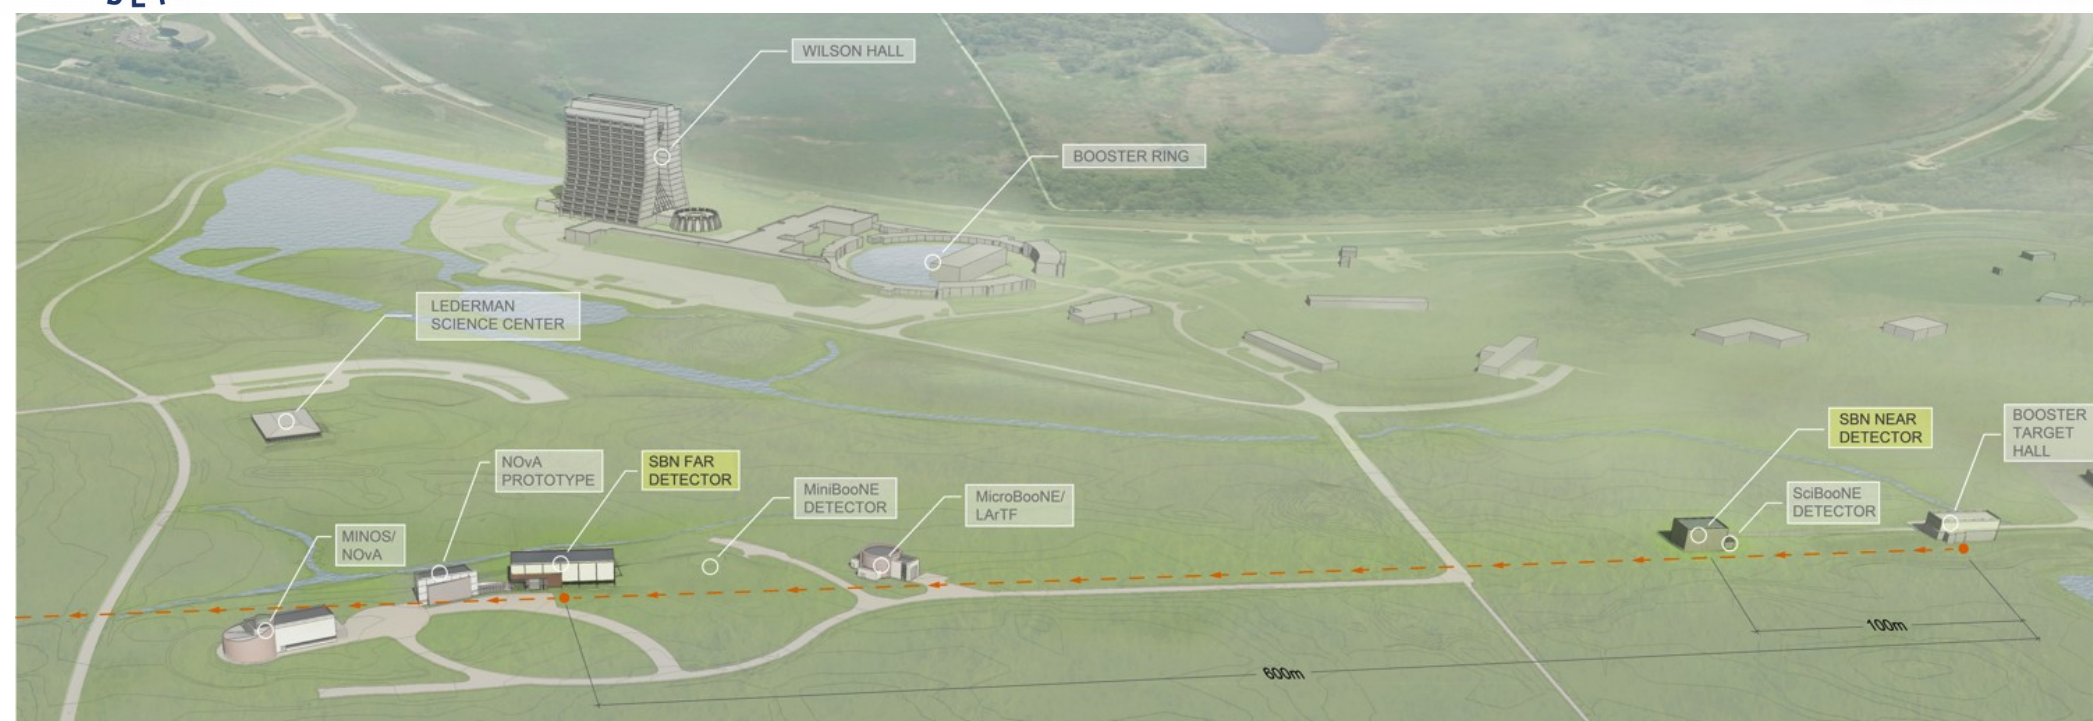 WILSON HALL
BOOSTER RING
LEDERMAN
SCIENCE CENTER
SBN NEAR
DETECTOR
BOOSTER
TARGET
HALL
NOvA
PROTOTYPE
SBN FAR
DETECTOR
MiniBooNE
DETECTOR
MicroBooNE/
LArTF
SciBooNE
DETECTOR
MINOS/
NOvA
100m
600m